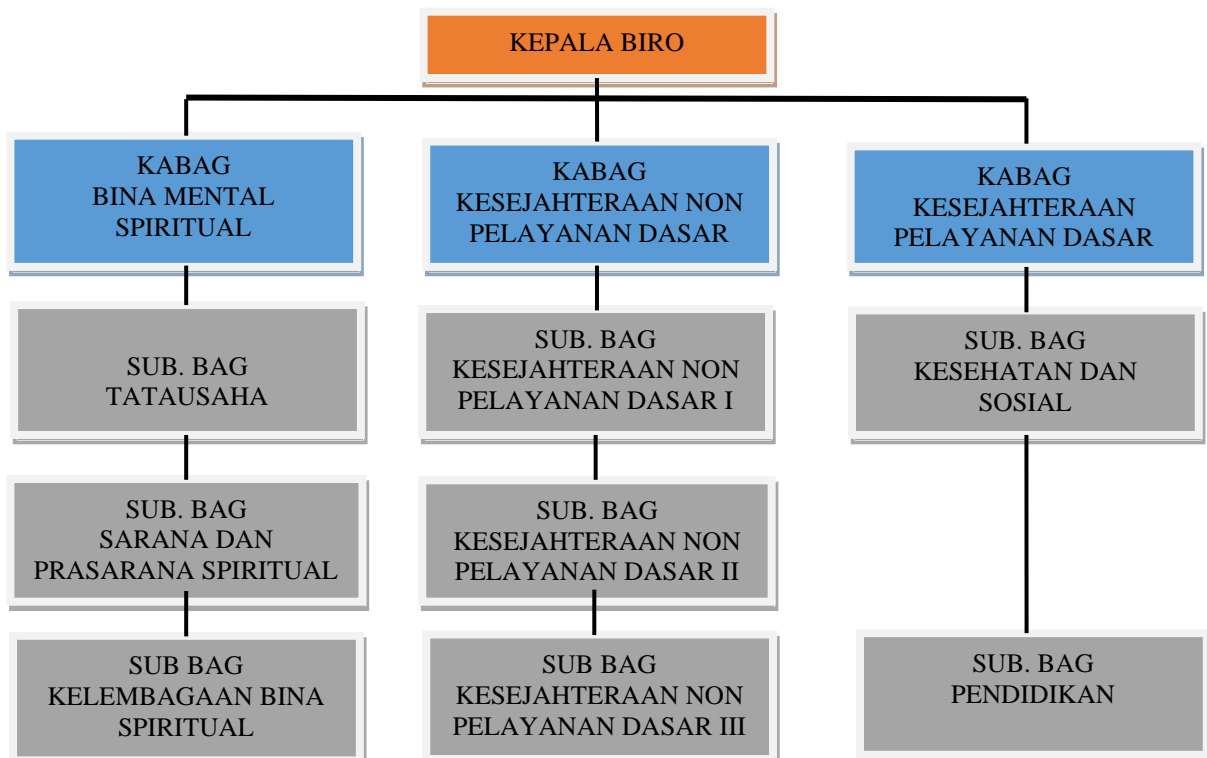 KEPALA BIRO
KABAG
BINA MENTAL
SPIRITUAL
KABAG
KESEJAHTERAAN NON
PELAYANAN DASAR
KABAG
KESEJAHTERAAN
PELAYANAN DASAR
SUB. BAG
TATAUSAHA
SUB. BAG
KESEJAHTERAAN NON
PELAYANAN DASAR I
SUB. BAG
KESEHATAN DAN
SOSIAL
SUB. BAG
SARANA DAN
PRASARANA SPIRITUAL
SUB. BAG
KESEJAHTERAAN NON
PELAYANAN DASAR II
SUB BAG
KELEMBAGAAN BINA
SPIRITUAL
SUB BAG
KESEJAHTERAAN NON
PELAYANAN DASAR III
SUB. BAG
PENDIDIKAN